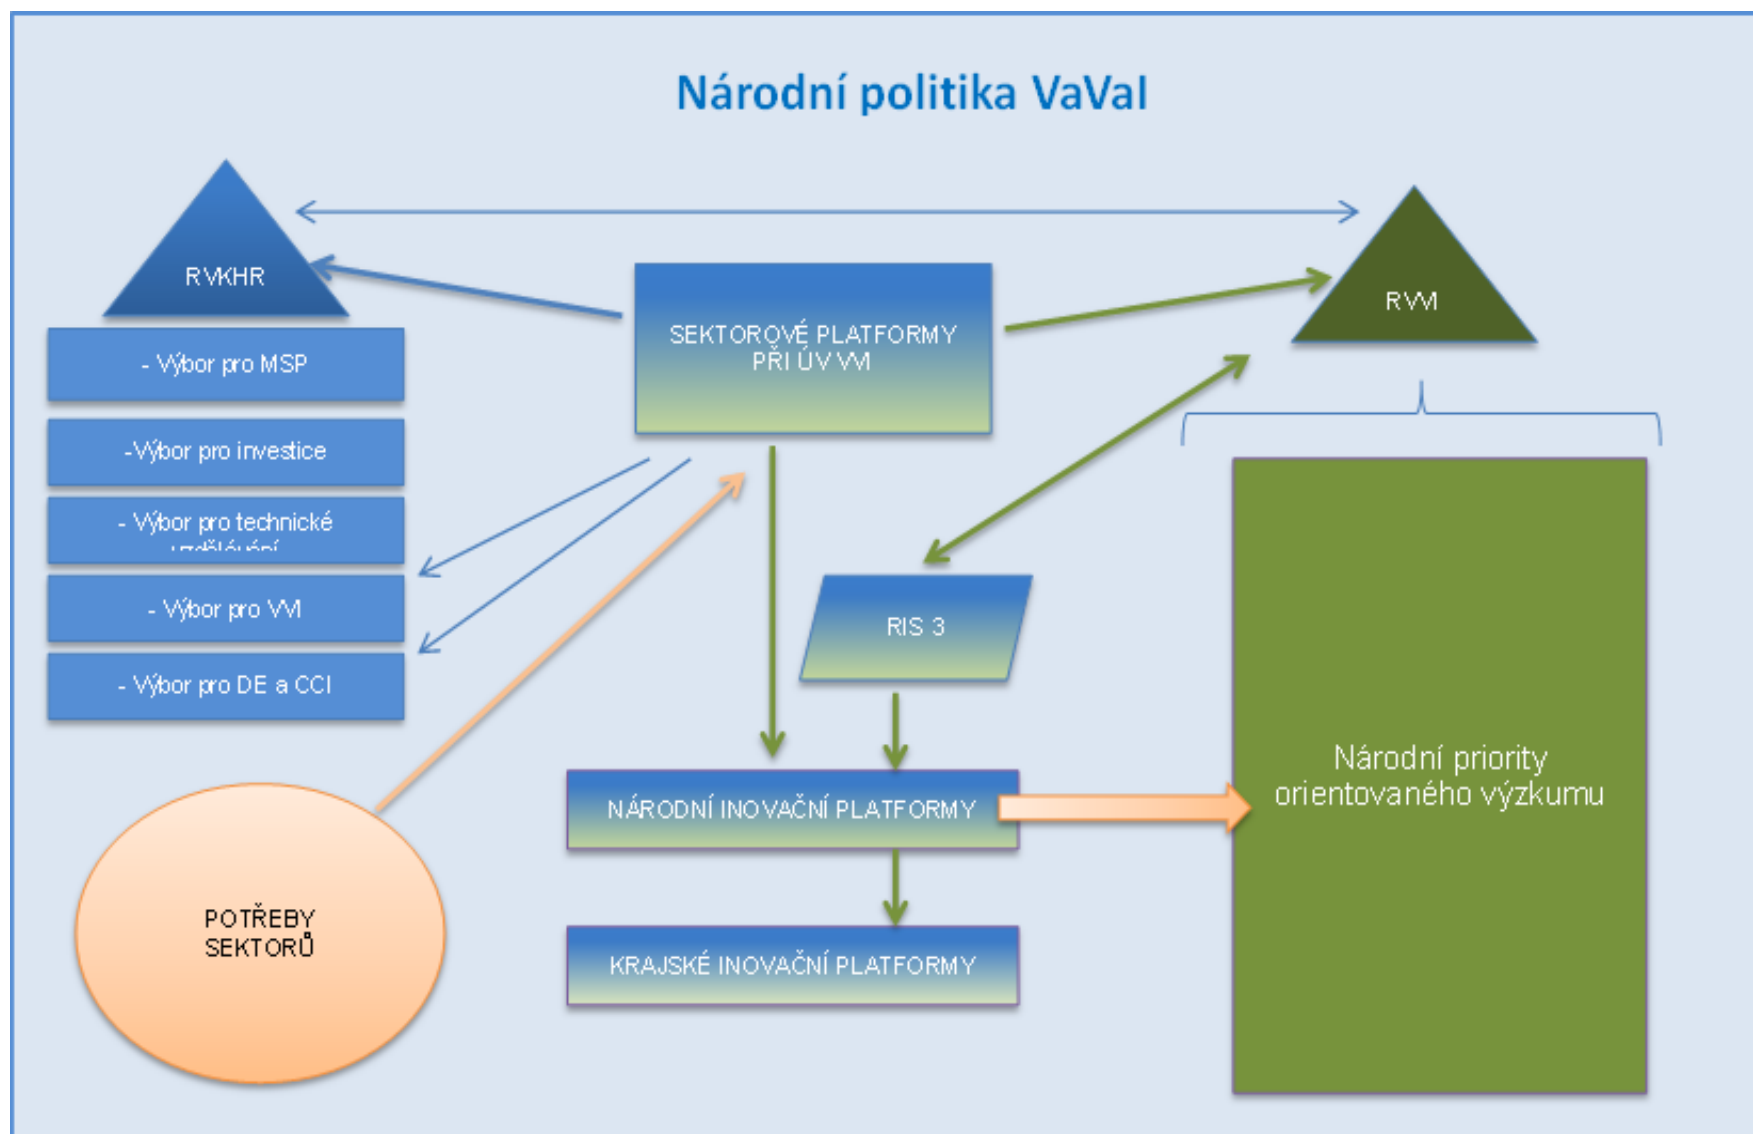 Národní politika VaVaI
RVKHR
- Výbor pro MSP
-Výbor pro investice
- Výbor pro technické
vzdělávání
- Výbor pro VVI
- Výbor pro DE a CCI
SEKTOROVÉ PLATFORMY
PŘI ÚV VVI
RVVI
RIS 3
NÁRODNÍ INOVAČNÍ PLATFORMY
KRAJSKÉ INOVAČNÍ PLATFORMY
POTŘEBY
SEKTORŮ
Národní priority
orientovaného výzkumu